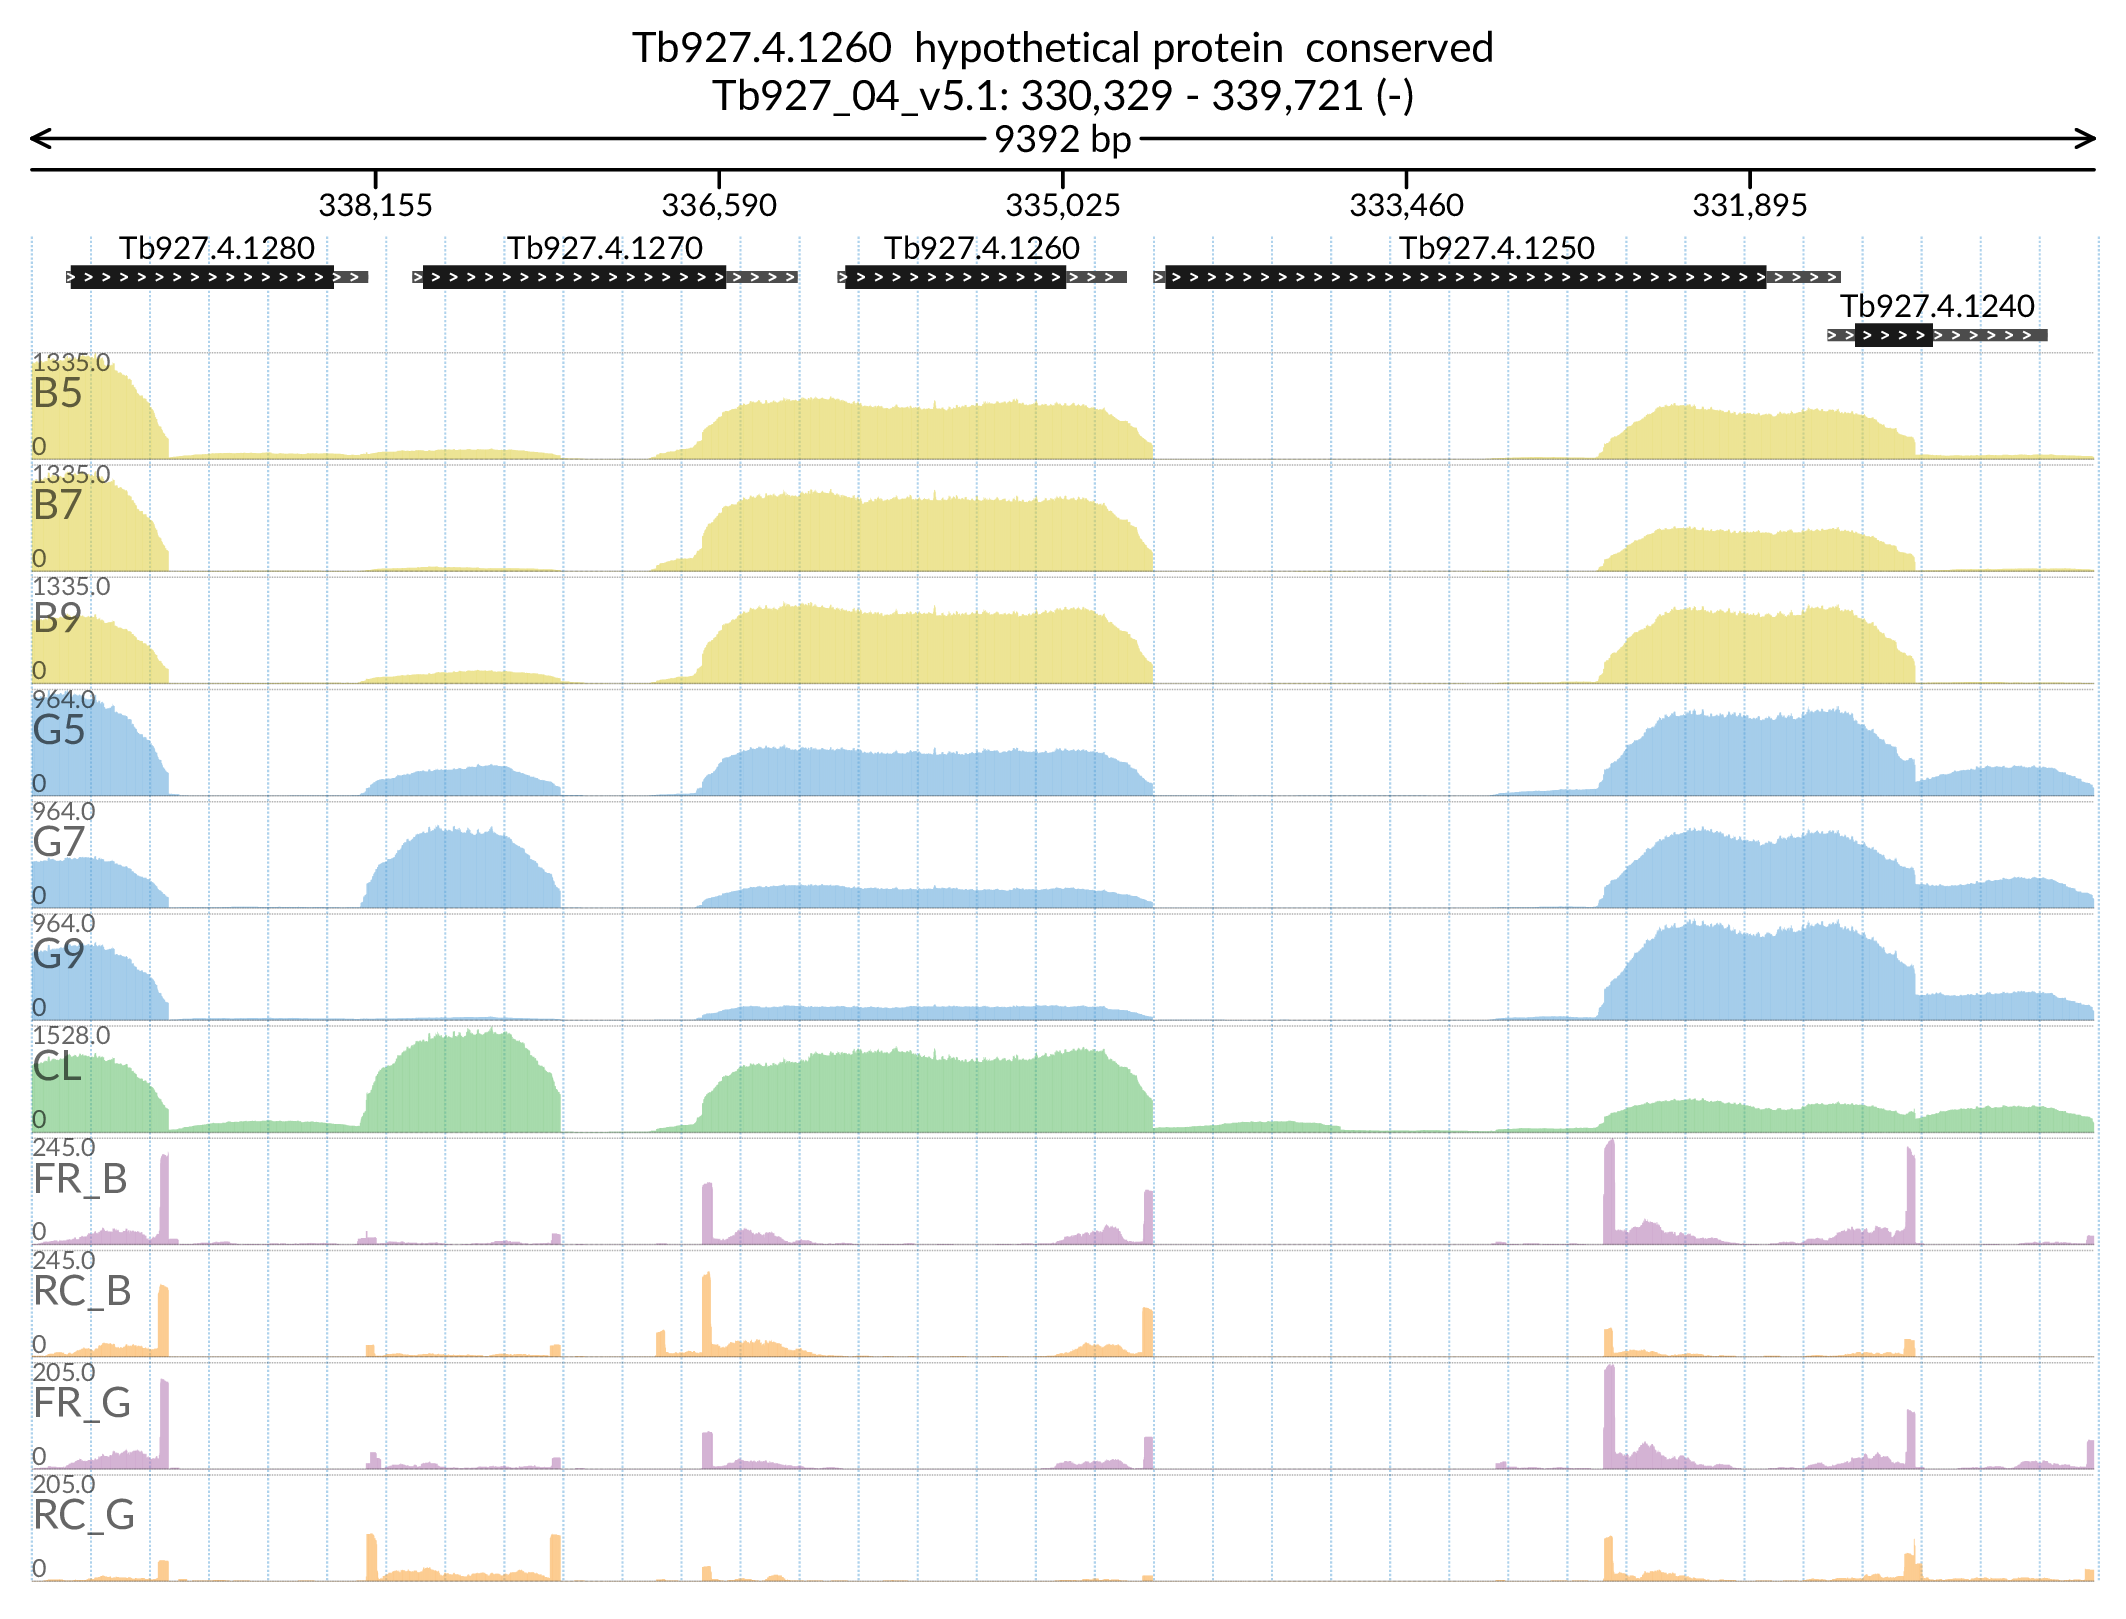 Tb927.4.1260  hypothetical protein  conserved
Tb927_04_v5.1: 330,329 - 339,721 (-)
9392 bp
338,155 336,590 335,025 333,460 331,895
Tb927.4.1280 Tb927.4.1270 Tb927.4.1260 Tb927.4.1250
Tb927.4.1240
1335.0
B5
0
1335.0
B7
0
1335.0
B9
0
964.0
G5
0
964.0
G7
0
964.0
G9
0
1528.0
CL
0
245.0
FR_B
0
245.0
RC_B
0
205.0
FR_G
0
205.0
RC_G
0